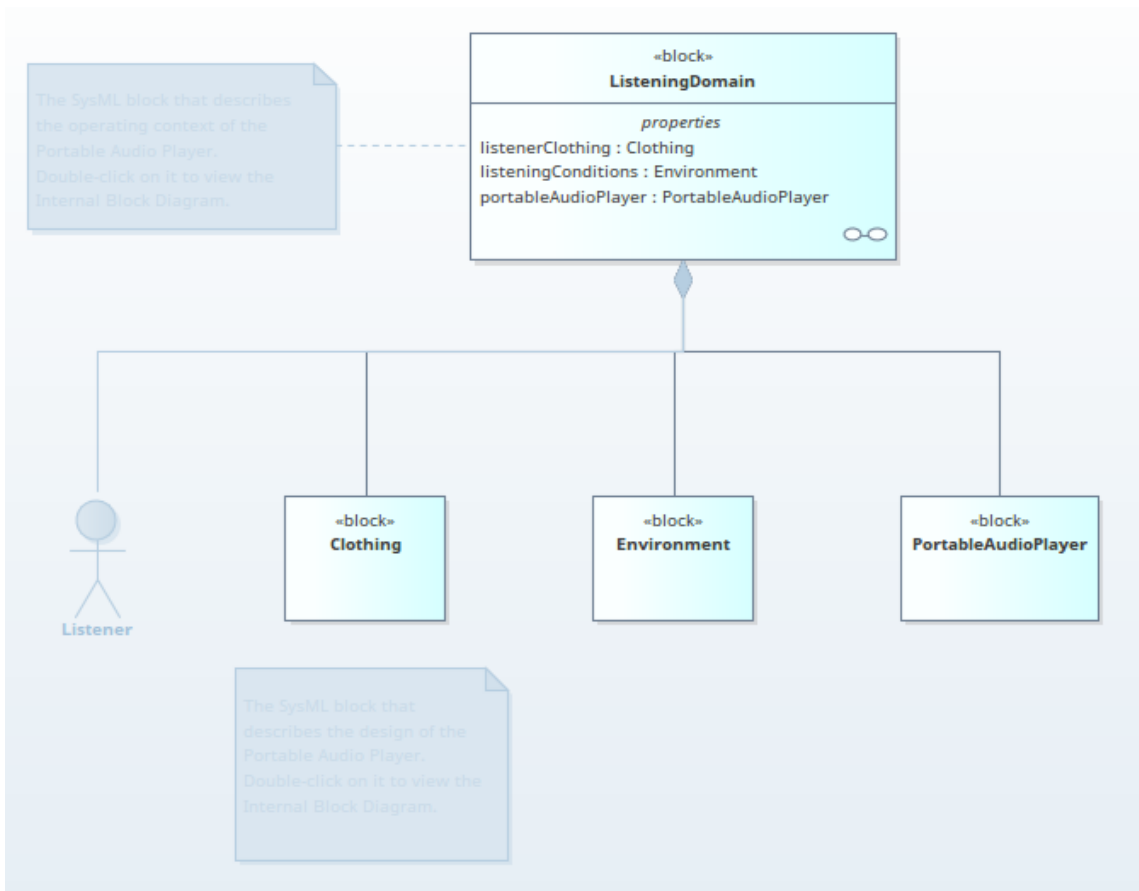 «block»
ListeningDomain
properties
listenerClothing : Clothing
listeningConditions : Environment
portableAudioPlayer : PortableAudioPlayer
The SysML block that describes
the operating context of the
Portable Audio Player.
Double-click on it to view the
Internal Block Diagram.
Listener
«block»
Clothing
«block»
Environment
«block»
PortableAudioPlayer
The SysML block that
describes the design of the
Portable Audio Player.
Double-click on it to view the
Internal Block Diagram.